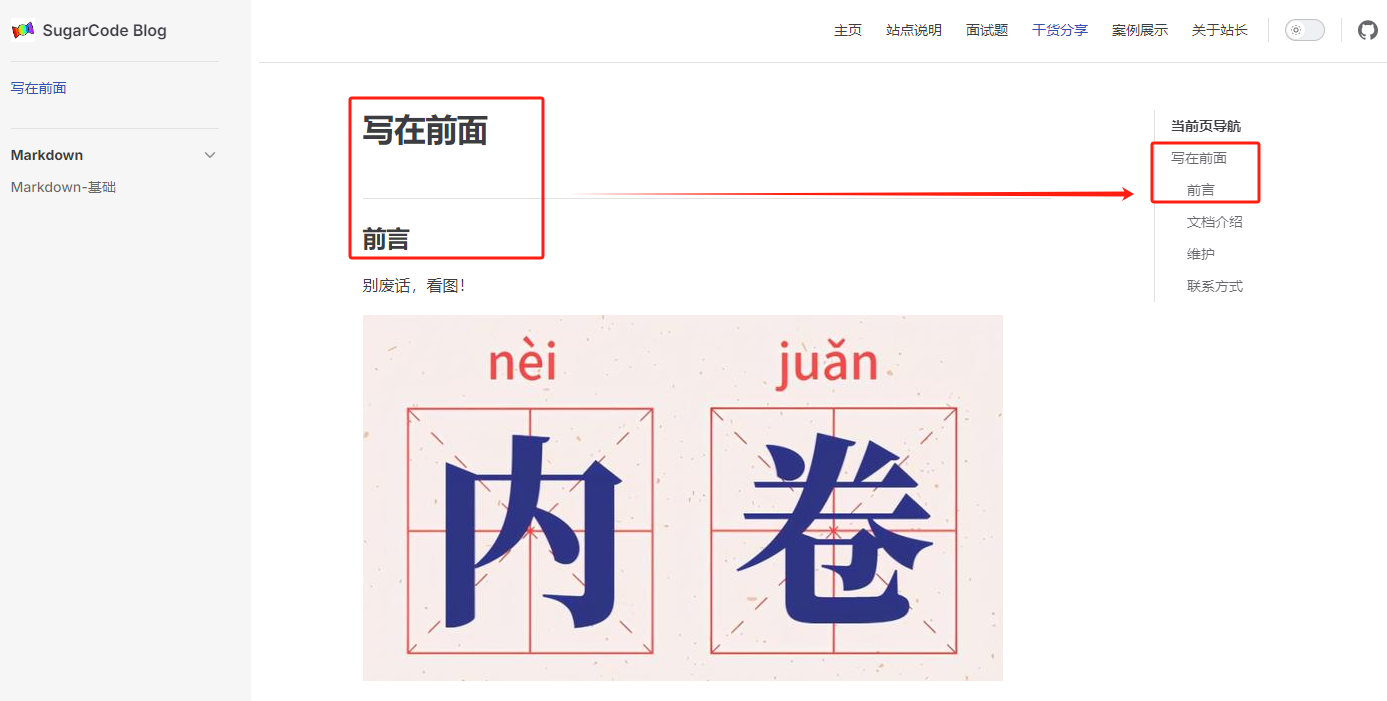 SugarCode Blog
主页 站点说明 面试题 干货分享 案例展示 关于站长
写在前面
Markdown
Markdown-基础
写在前面
前言
别废话，看图！
nèi juǎn
内 卷
当前页导航
写在前面
前言
文档介绍
维护
联系方式